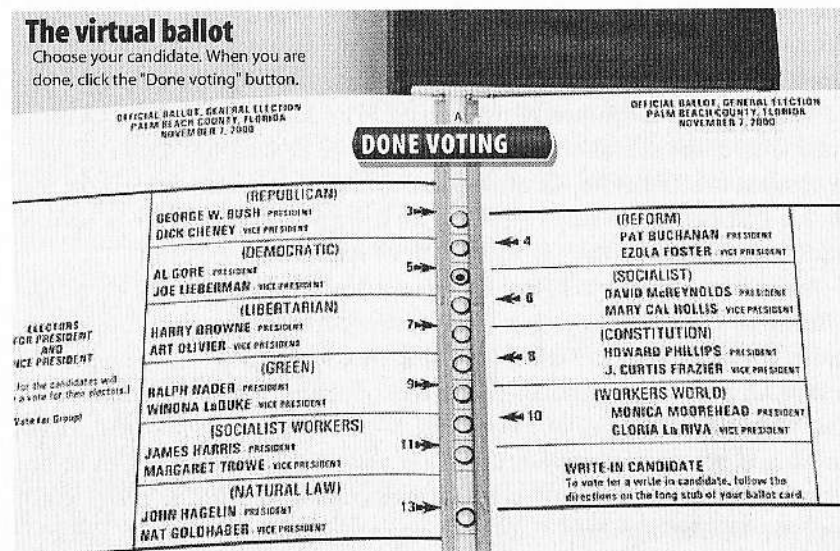 The virtual ballot
Choose your candidate. When you are
done, click the "Done voting" button.
OFFICIAL BALLOT, GENERAL ELECTION
PALM BEACH COUNTY, FLORIDA
NOVEMBER 7, 2000
A
OFFICIAL BALLOT, GENERAL ELECTION
PALM BEACH COUNTY, FLORIDA
NOVEMBER 7, 2000
DONE VOTING
ELECTORS
FOR PRESIDENT
AND
VICE PRESIDENT
for the candidates will
a vote for their electors.)
Vote for Group)
(REPUBLICAN)
GEORGE W. BUSH PRESIDENT
DICK CHENEY VICE PRESIDENT
3
(DEMOCRATIC)
AL GORE PRESIDENT
JOE LIEBERMAN VICE PRESIDENT
5
(LIBERTARIAN)
HARRY BROWNE PRESIDENT
ART OLIVIER VICE PRESIDENT
7
(GREEN)
RALPH NADER PRESIDENT
WINONA LaDUKE VICE PRESIDENT
9
(SOCIALIST WORKERS)
JAMES HARRIS PRESIDENT
MARGARET TROWE VICE PRESIDENT
11
(NATURAL LAW)
JOHN HAGELIN PRESIDENT
NAT GOLDHABER VICE PRESIDENT
13
(REFORM)
4 PAT BUCHANAN PRESIDENT
EZOLA FOSTER VICE PRESIDENT
(SOCIALIST)
6 DAVID McREYNOLDS PRESIDENT
MARY CAL HOLLIS VICE PRESIDENT
(CONSTITUTION)
8 HOWARD PHILLIPS PRESIDENT
J. CURTIS FRAZIER VICE PRESIDENT
(WORKERS WORLD)
10 MONICA MOOREHEAD PRESIDENT
GLORIA La RIVA VICE PRESIDENT
WRITE-IN CANDIDATE
To vote for a write in candidate, follow the
directions on the long stub of your ballot card.